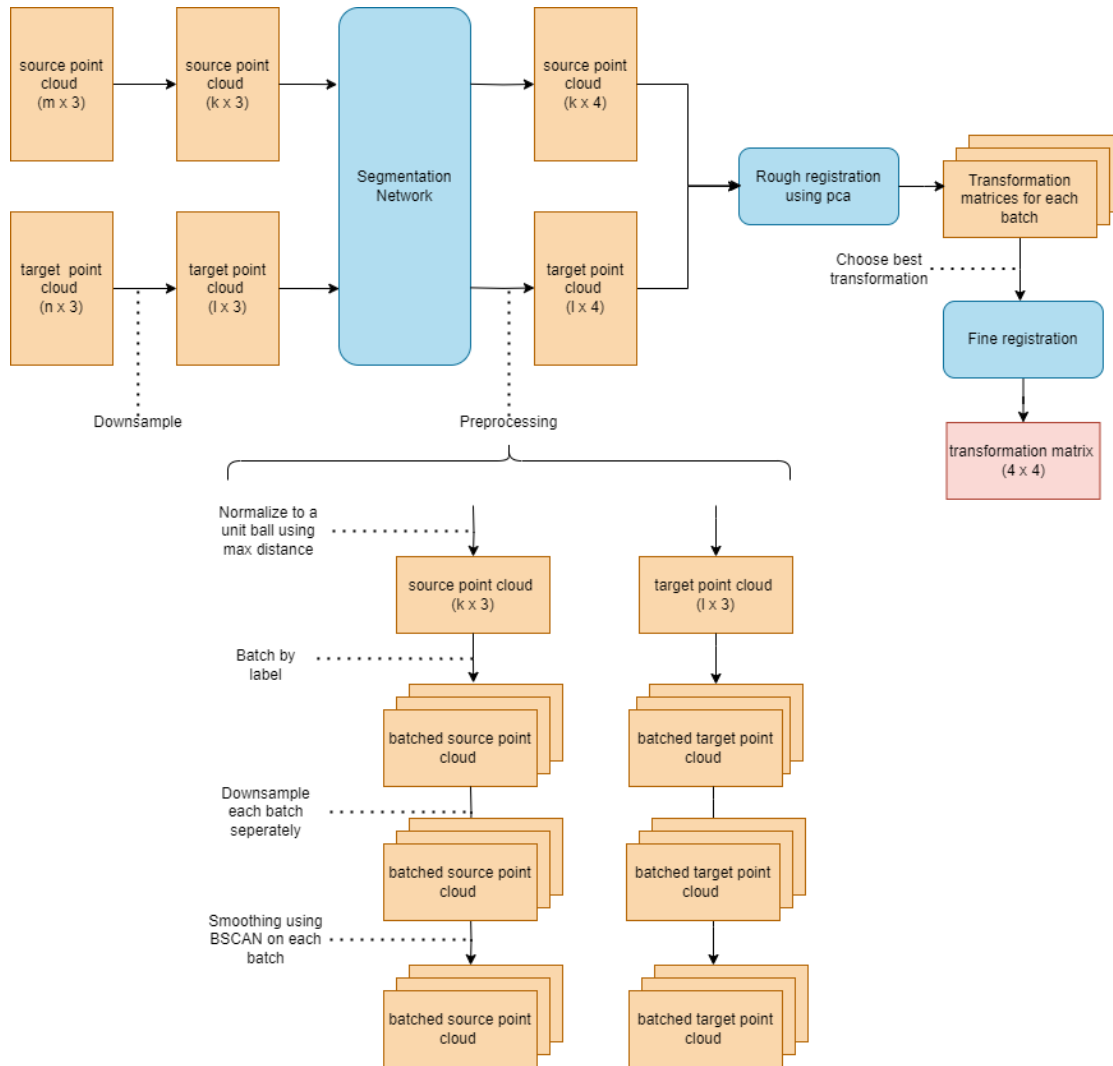 source point
cloud
(m x 3)
source point
cloud
(k x 3)
Segmentation
Network
source point
cloud
(k x 4)
Rough registration
using pca
Transformation
matrices for each
batch
target  point
cloud
(n x 3)
target point
cloud
(l x 3)
target point
cloud
(l x 4)
Choose best
transformation
Fine registration
Downsample
Preprocessing
transformation matrix
(4 x 4)
Normalize to a
unit ball using
max distance
source point cloud
(k x 3)
target point cloud
(l x 3)
Batch by
label
batched source point
cloud
batched target point
cloud
Downsample
each batch
seperately
batched source point
cloud
batched target point
cloud
Smoothing using
BSCAN on each
batch
batched source point
cloud
batched target point
cloud